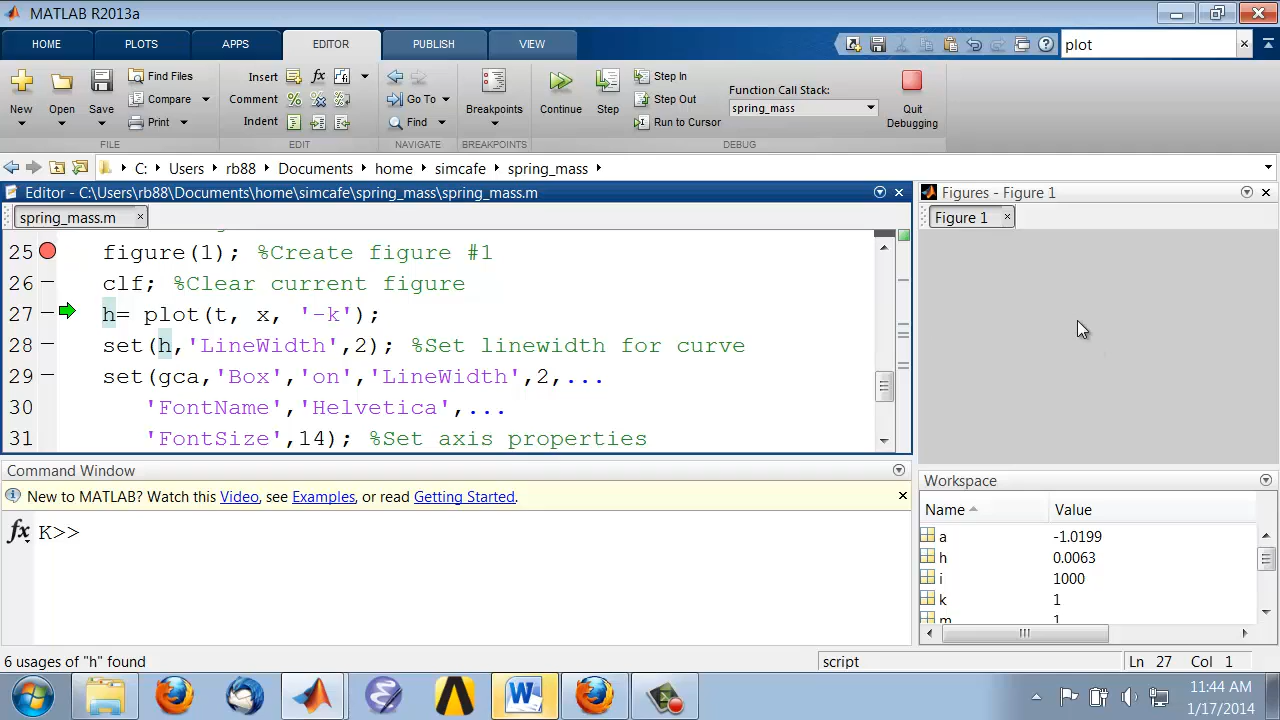 MATLAB R2013a
HOME PLOTS APPS EDITOR PUBLISH VIEW plot
New Open Save Find Files Compare Print
Insert Comment Indent
Go To Find
Breakpoints Continue Step Step In Step Out Run to Cursor
Function Call Stack:
spring_mass
Quit Debugging
FILE EDIT NAVIGATE BREAKPOINTS DEBUG
C: Users rb88 Documents home simcafe spring_mass
Editor - C:\Users\rb88\Documents\home\simcafe\spring_mass\spring_mass.m
spring_mass.m
25 figure(1); %Create figure #1
26 clf; %Clear current figure
27 h= plot(t, x, '-k');
28 set(h,'LineWidth',2); %Set linewidth for curve
29 set(gca,'Box','on','LineWidth',2,...
30 'FontName','Helvetica',...
31 'FontSize',14); %Set axis properties
Figures - Figure 1
Figure 1
Command Window
New to MATLAB? Watch this Video, see Examples, or read Getting Started.
fx K>>
Workspace
Name Value
a -1.0199
h 0.0063
i 1000
k 1
m 1
6 usages of "h" found
script
Ln 27 Col 1
11:44 AM
1/17/2014